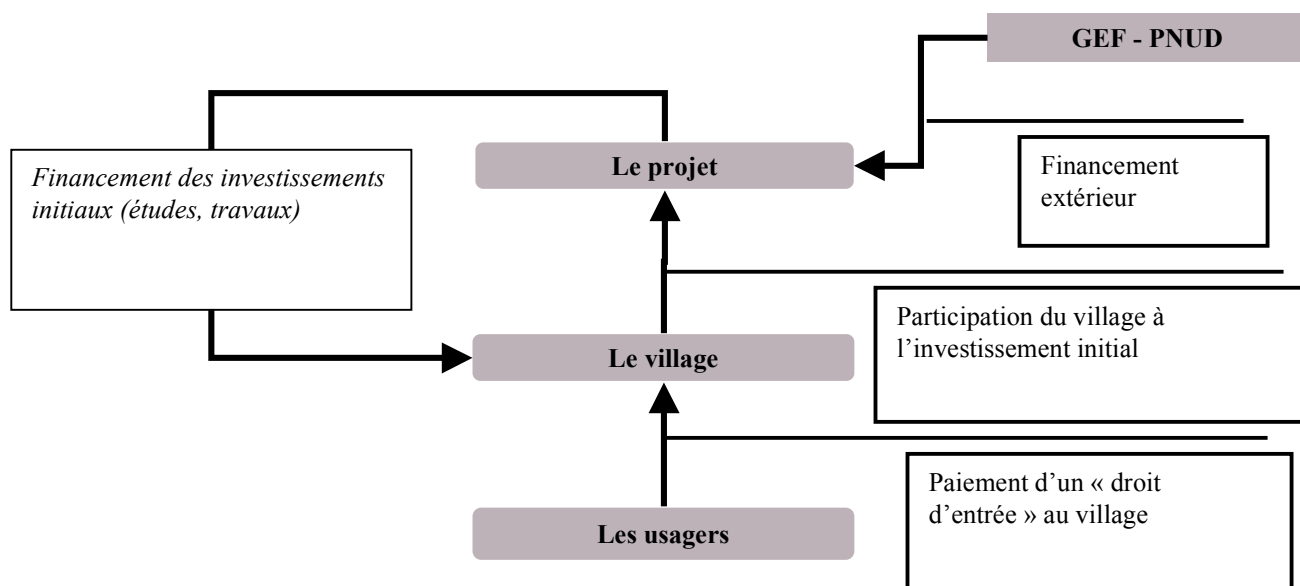 GEF - PNUD
Le projet
Financement des investissements
initiaux (études, travaux)
Financement
extérieur
Participation du village à
l’investissement initial
Le village
Paiement d’un « droit
d’entrée » au village
Les usagers